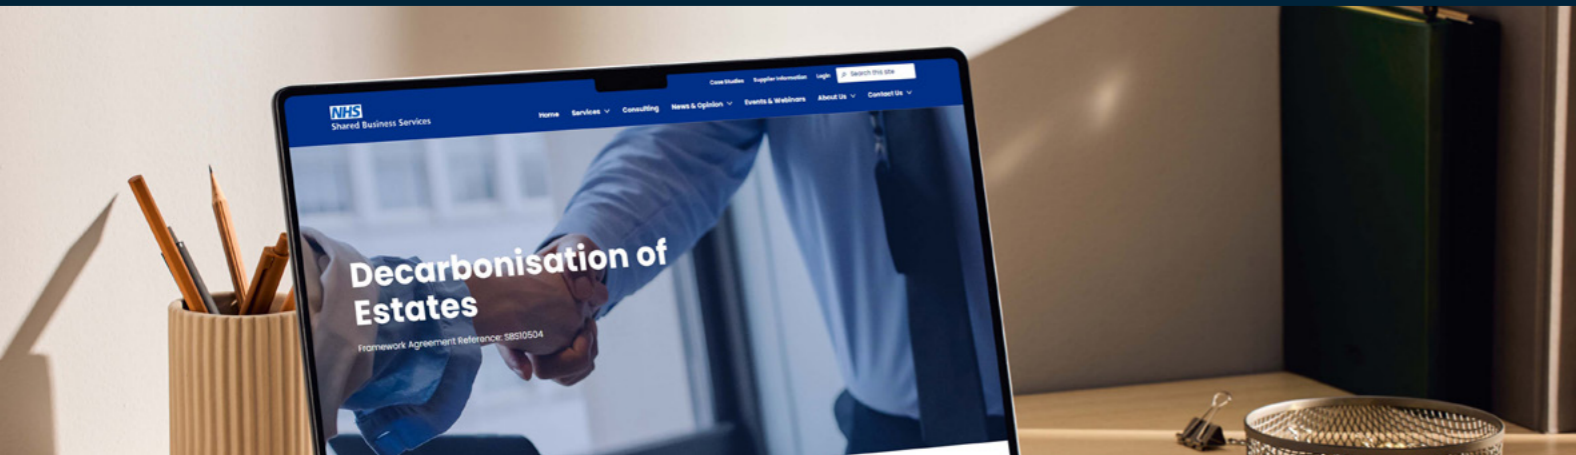 Case Studies Supplier Information Login Search this site
NHS
Shared Business Services
Home Services Consulting News & Opinion Events & Webinars About Us Contact Us
Decarbonisation of
Estates
Framework Agreement Reference: SBS10504